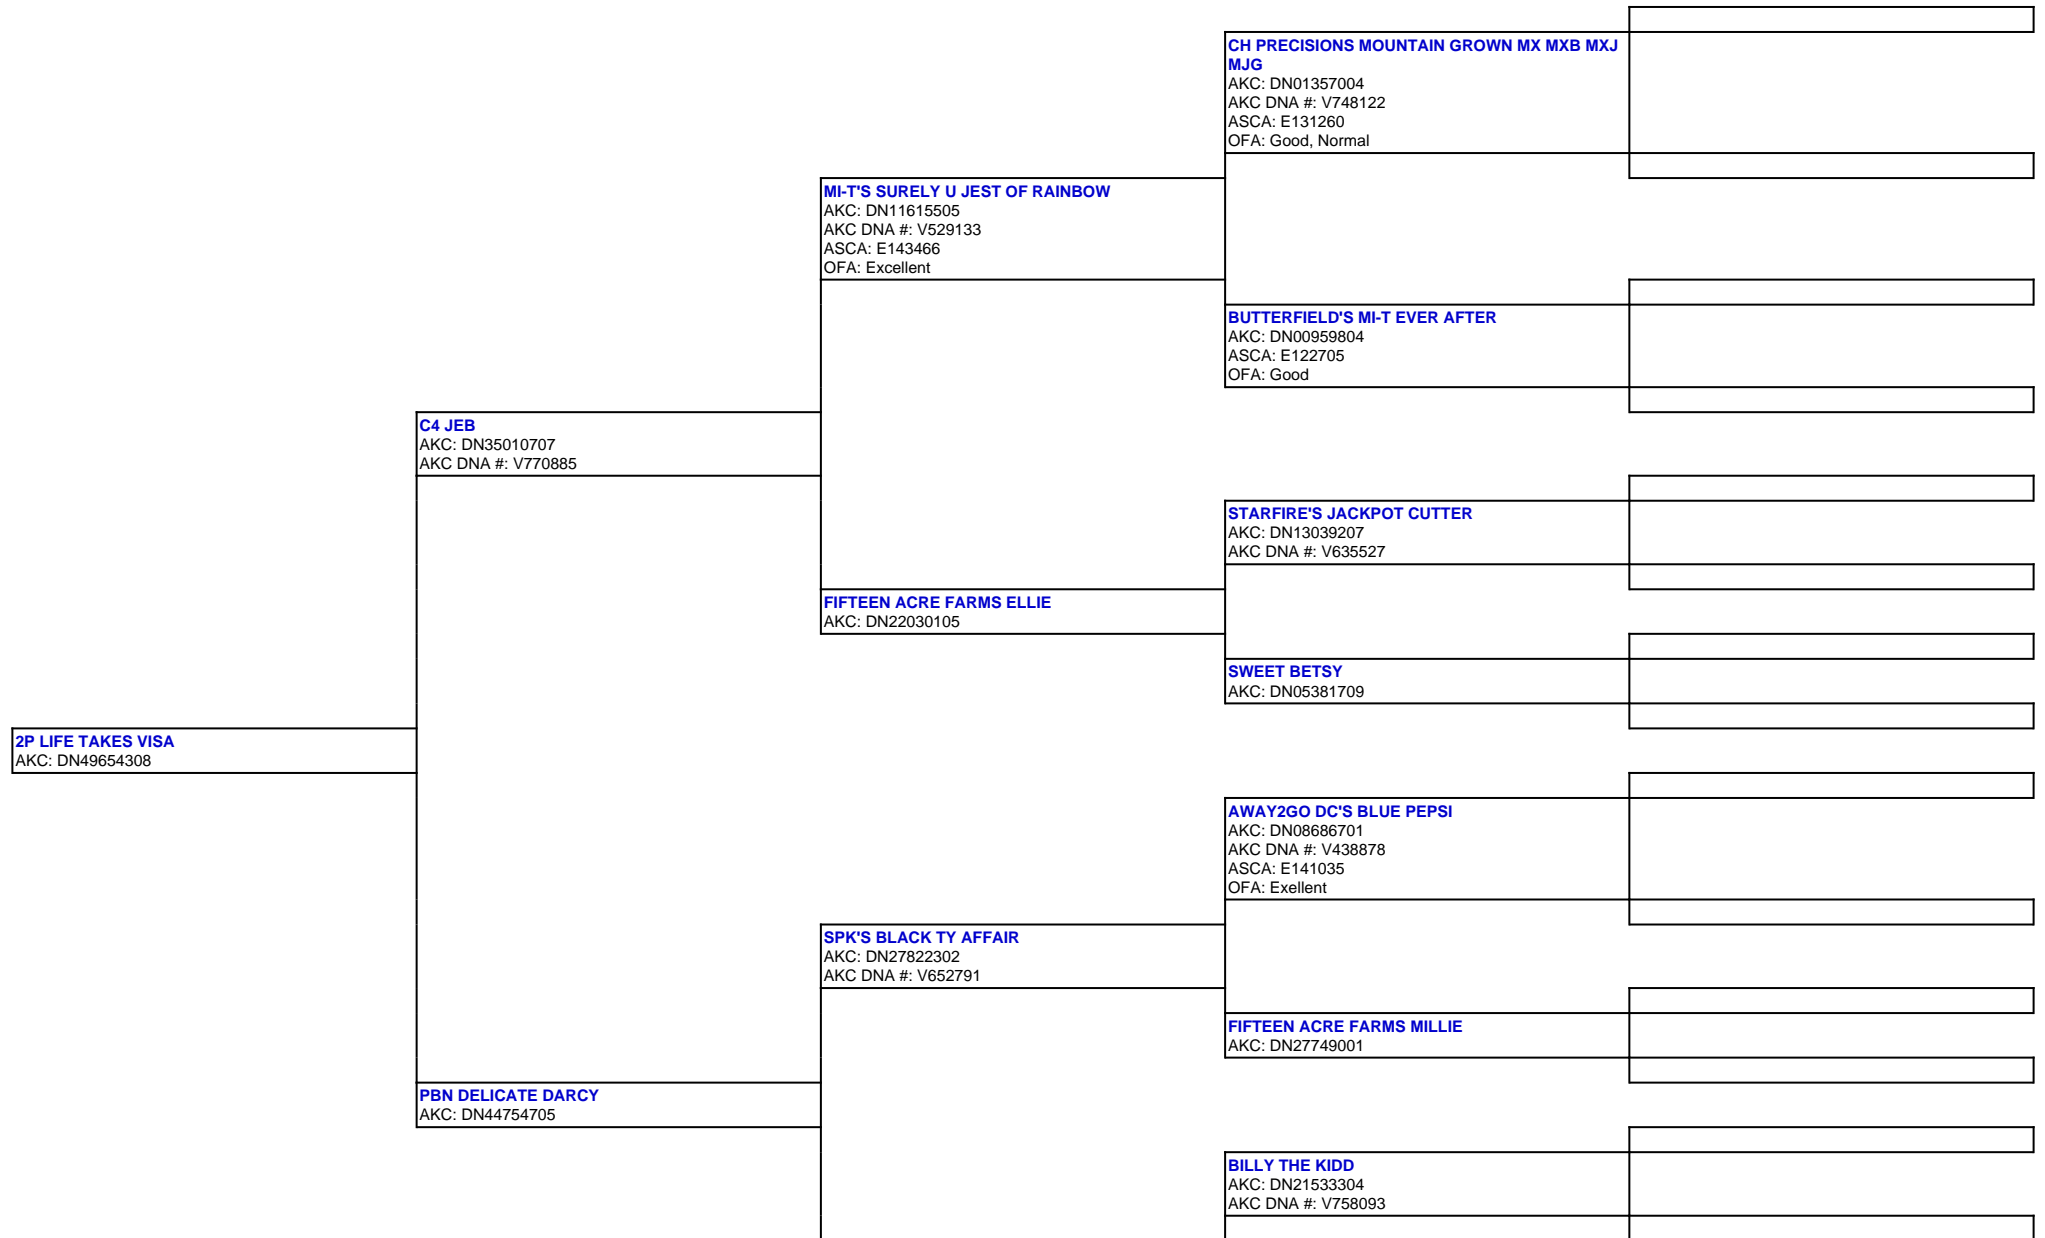 CH PRECISIONS MOUNTAIN GROWN MX MXB MXJ
MJG
AKC: DN01357004
AKC DNA #: V748122
ASCA: E131260
OFA: Good, Normal
MI-T'S SURELY U JEST OF RAINBOW
AKC: DN11615505
AKC DNA #: V529133
ASCA: E143466
OFA: Excellent
BUTTERFIELD'S MI-T EVER AFTER
AKC: DN00959804
ASCA: E122705
OFA: Good
C4 JEB
AKC: DN35010707
AKC DNA #: V770885
STARFIRE'S JACKPOT CUTTER
AKC: DN13039207
AKC DNA #: V635527
FIFTEEN ACRE FARMS ELLIE
AKC: DN22030105
SWEET BETSY
AKC: DN05381709
2P LIFE TAKES VISA
AKC: DN49654308
AWAY2GO DC'S BLUE PEPSI
AKC: DN08686701
AKC DNA #: V438878
ASCA: E141035
OFA: Exellent
SPK'S BLACK TY AFFAIR
AKC: DN27822302
AKC DNA #: V652791
FIFTEEN ACRE FARMS MILLIE
AKC: DN27749001
PBN DELICATE DARCY
AKC: DN44754705
BILLY THE KIDD
AKC: DN21533304
AKC DNA #: V758093